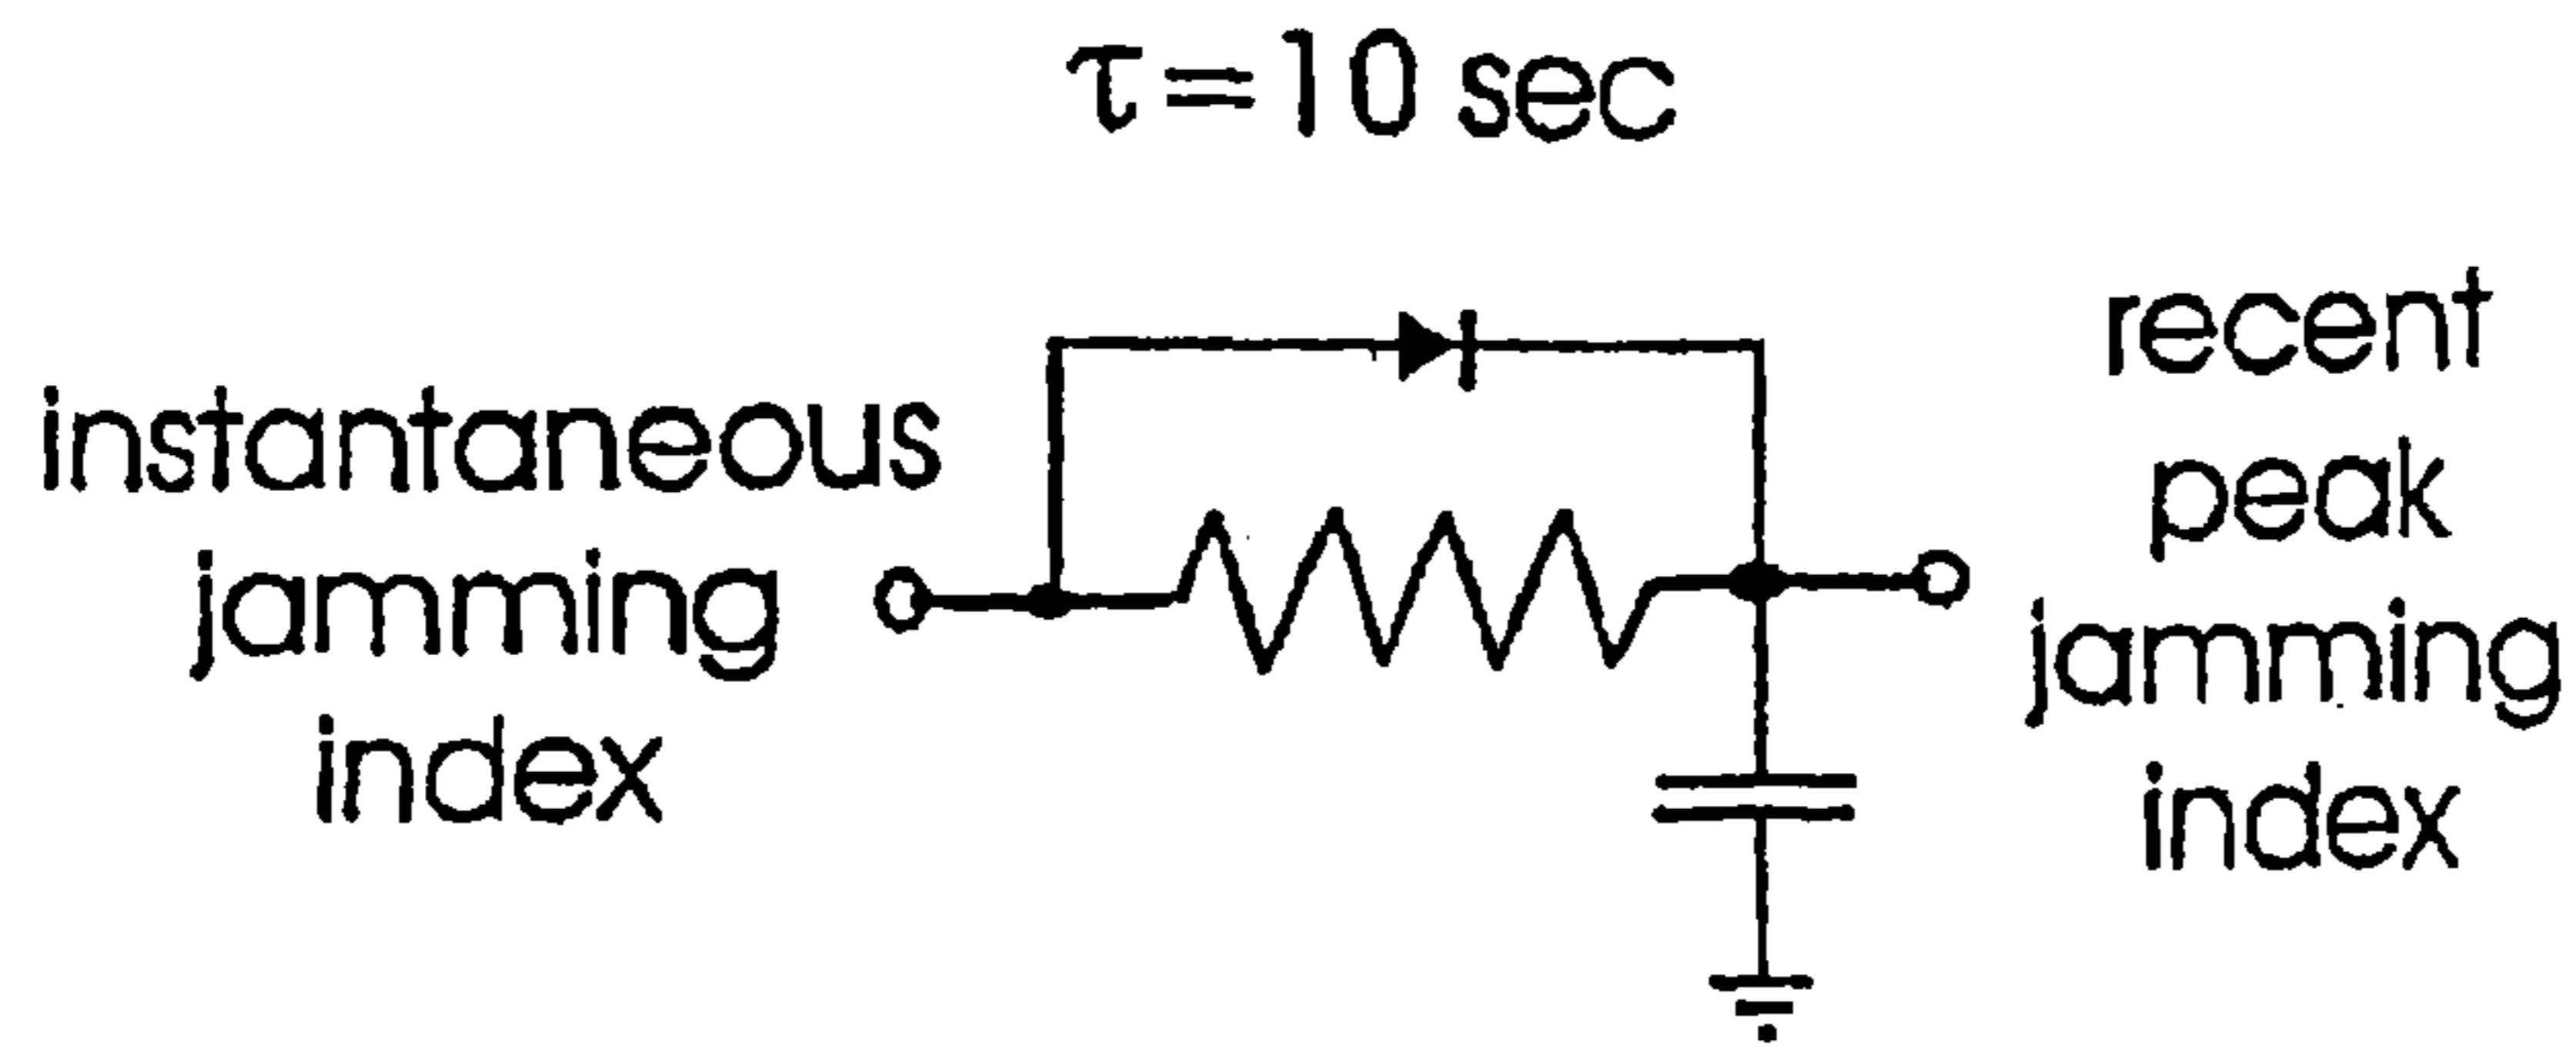 τ=10 sec
instantaneous
jamming
index
recent
peak
jamming
index